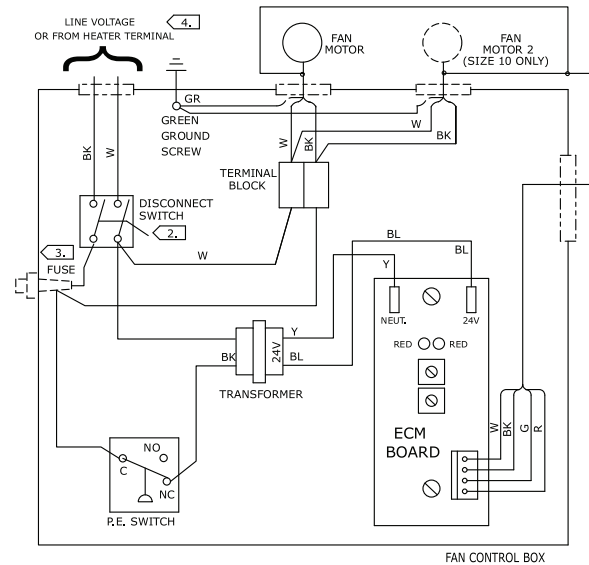 LINE VOLTAGE
OR FROM HEATER TERMINAL
4.
FAN
MOTOR
FAN
MOTOR 2
(SIZE 10 ONLY)
GR
GREEN
GROUND
SCREW
BK
W
W
BK
W
BK
TERMINAL
BLOCK
DISCONNECT
SWITCH
2.
3.
FUSE
W
BL
Y
BL
NEUT.
24V
Y
BK
24V
BL
TRANSFORMER
RED
RED
ECM
BOARD
W
BK
G
R
NO
C
NC
P.E. SWITCH
FAN CONTROL BOX